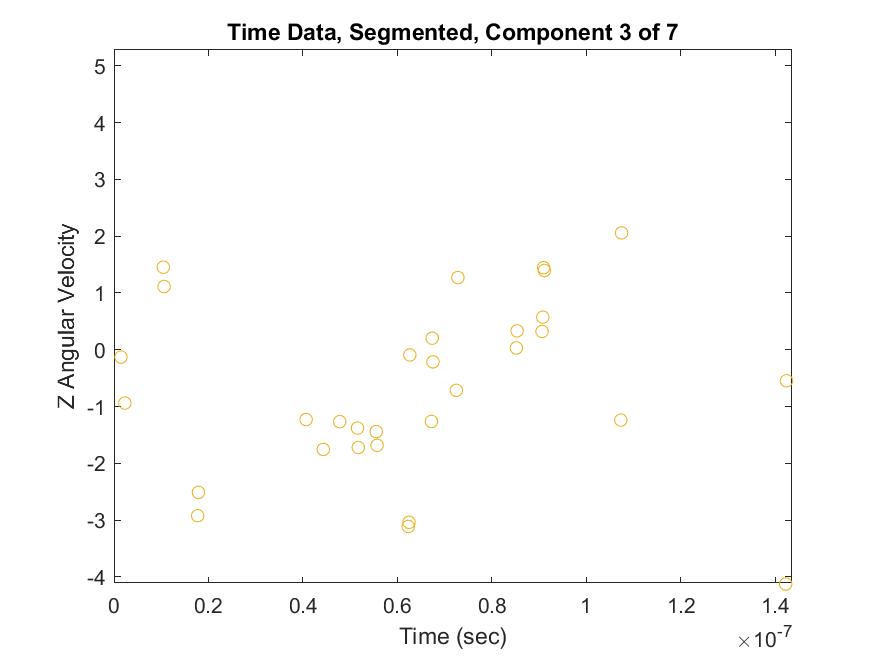 Time Data, Segmented, Component 3 of 7
5
4
3
2
1
0
-1
-2
-3
-4
Z Angular Velocity
0 0.2 0.4 0.6 0.8 1 1.2 1.4
Time (sec)
×10^-7